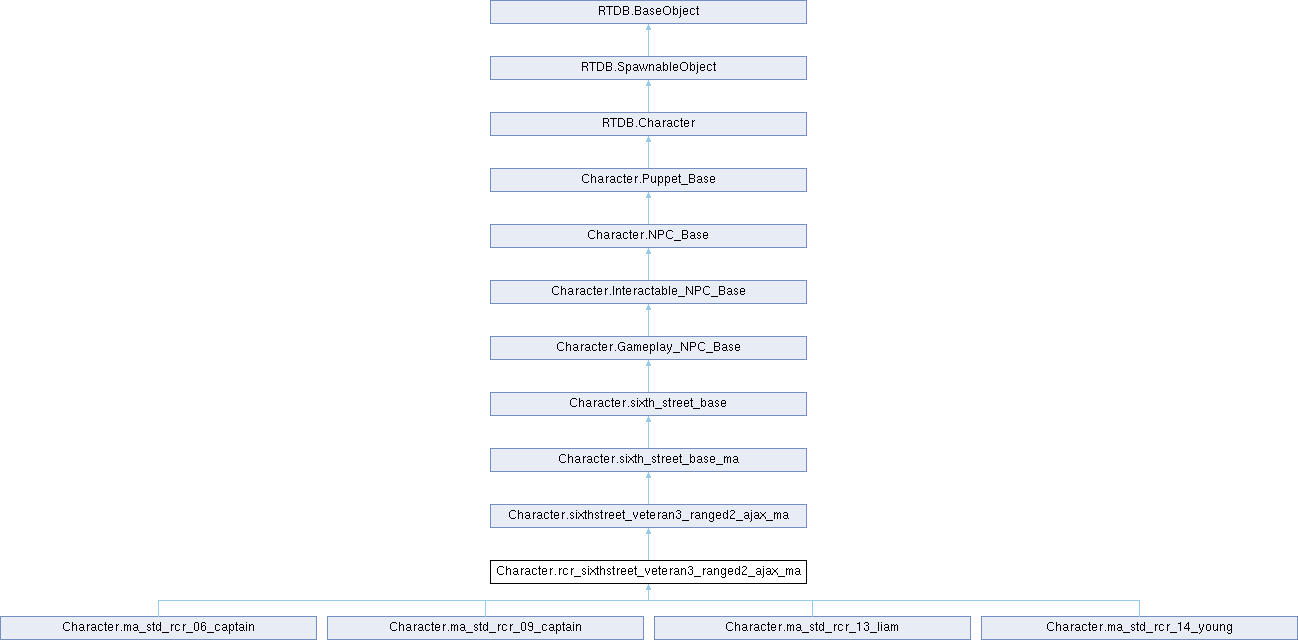 RTDB.BaseObject
RTDB.SpawnableObject
RTDB.Character
Character.Puppet_Base
Character.NPC_Base
Character.Interactable_NPC_Base
Character.Gameplay_NPC_Base
Character.sixth_street_base
Character.sixth_street_base_ma
Character.sixthstreet_veteran3_ranged2_ajax_ma
Character.rcr_sixthstreet_veteran3_ranged2_ajax_ma
Character.ma_std_rcr_06_captain Character.ma_std_rcr_09_captain Character.ma_std_rcr_13_liam Character.ma_std_rcr_14_young